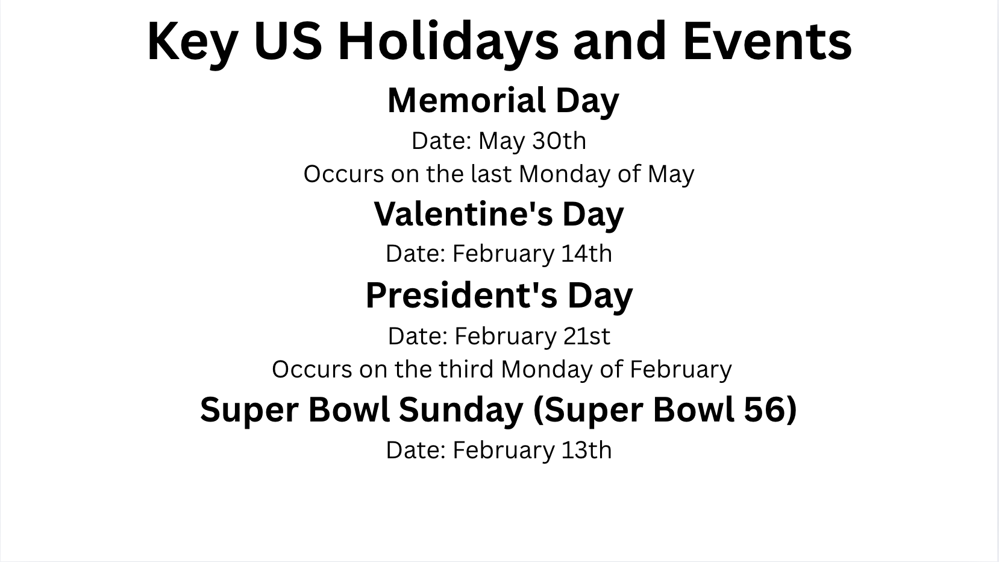 Key US Holidays and Events
Memorial Day
Date: May 30th
Occurs on the last Monday of May
Valentine's Day
Date: February 14th
President's Day
Date: February 21st
Occurs on the third Monday of February
Super Bowl Sunday (Super Bowl 56)
Date: February 13th